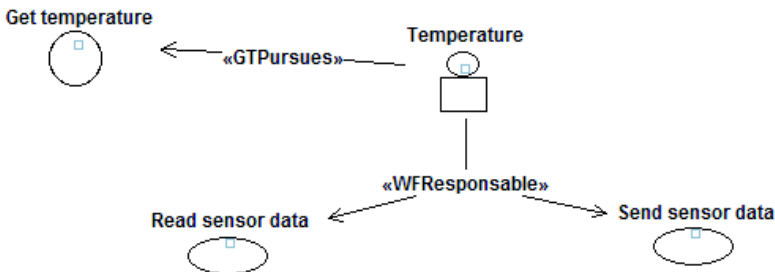 Get temperature
Temperature
«GTPursues»
«WFResponsable»
Read sensor data
Send sensor data